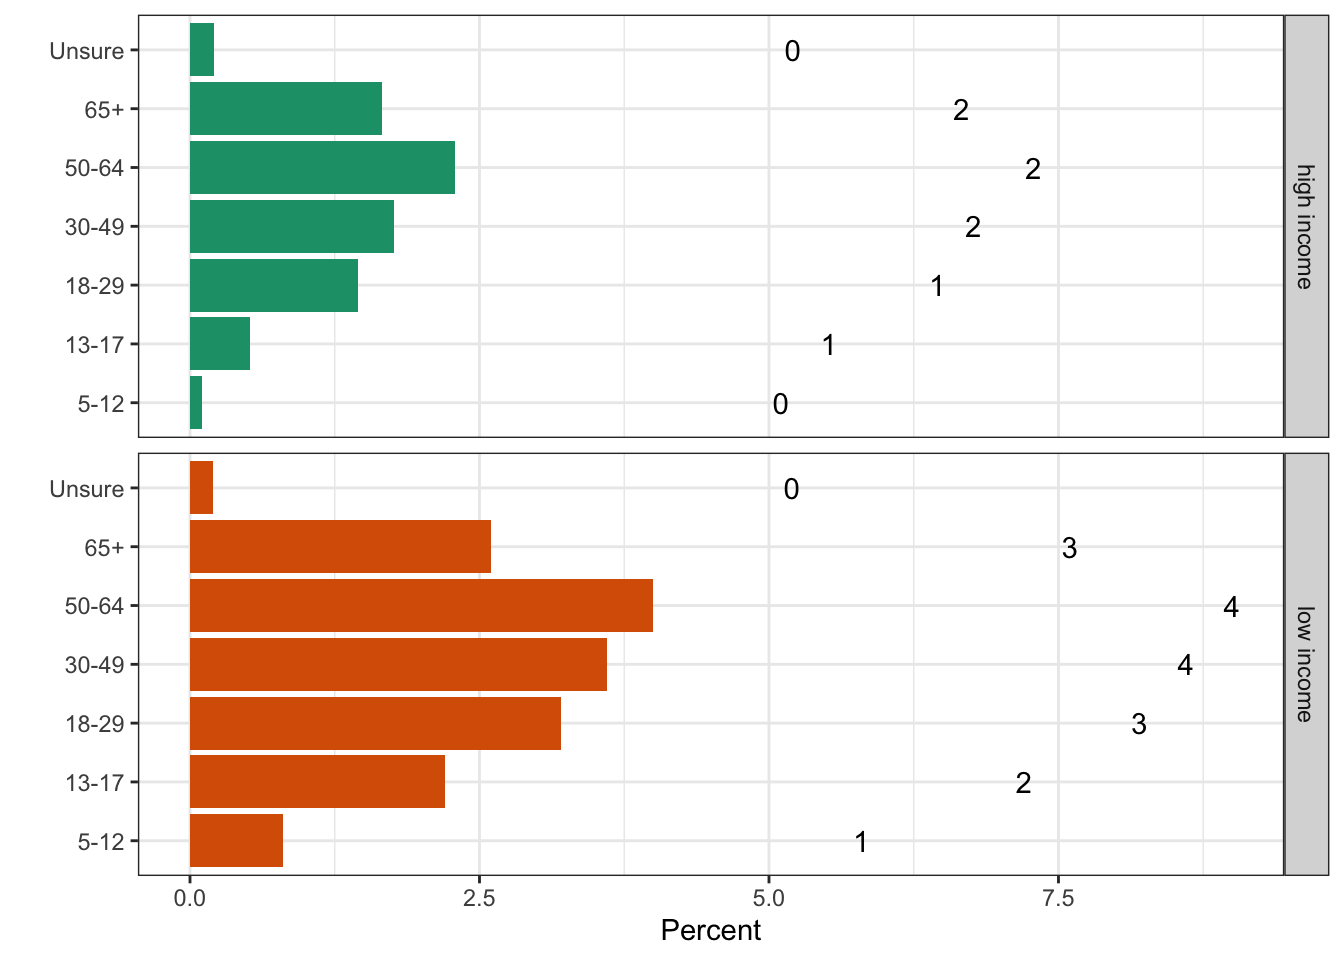 Unsure 0
65+ 2
50-64 2
30-49 2
18-29 1
13-17 1
5-12 0
high income
Unsure 0
65+ 3
50-64 4
30-49 4
18-29 3
13-17 2
5-12 1
low income
0.0 2.5 5.0 7.5
Percent